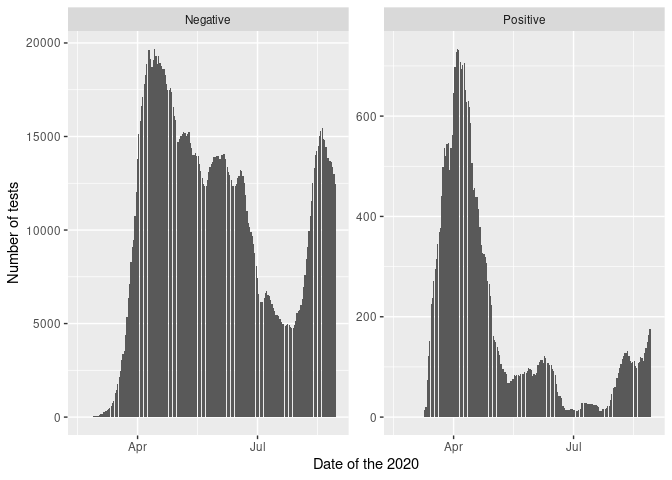 Negative
Positive
Number of tests
20000
15000
10000
5000
0
600
400
200
0
Apr
Jul
Apr
Jul
Date of the 2020